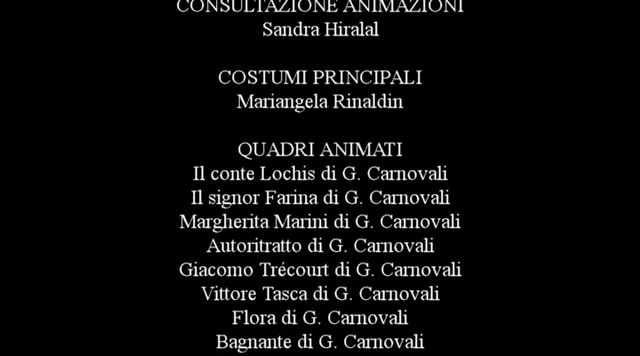 CONSULTAZIONE ANIMAZIONI
Sandra Hiralal
COSTUMI PRINCIPALI
Mariangela Rinaldin
QUADRI ANIMATI
Il conte Lochis di G. Carnovali
Il signor Farina di G. Carnovali
Margherita Marini di G. Carnovali
Autoritratto di G. Carnovali
Giacomo Trécourt di G. Carnovali
Vittore Tasca di G. Carnovali
Flora di G. Carnovali
Bagnante di G. Carnovali